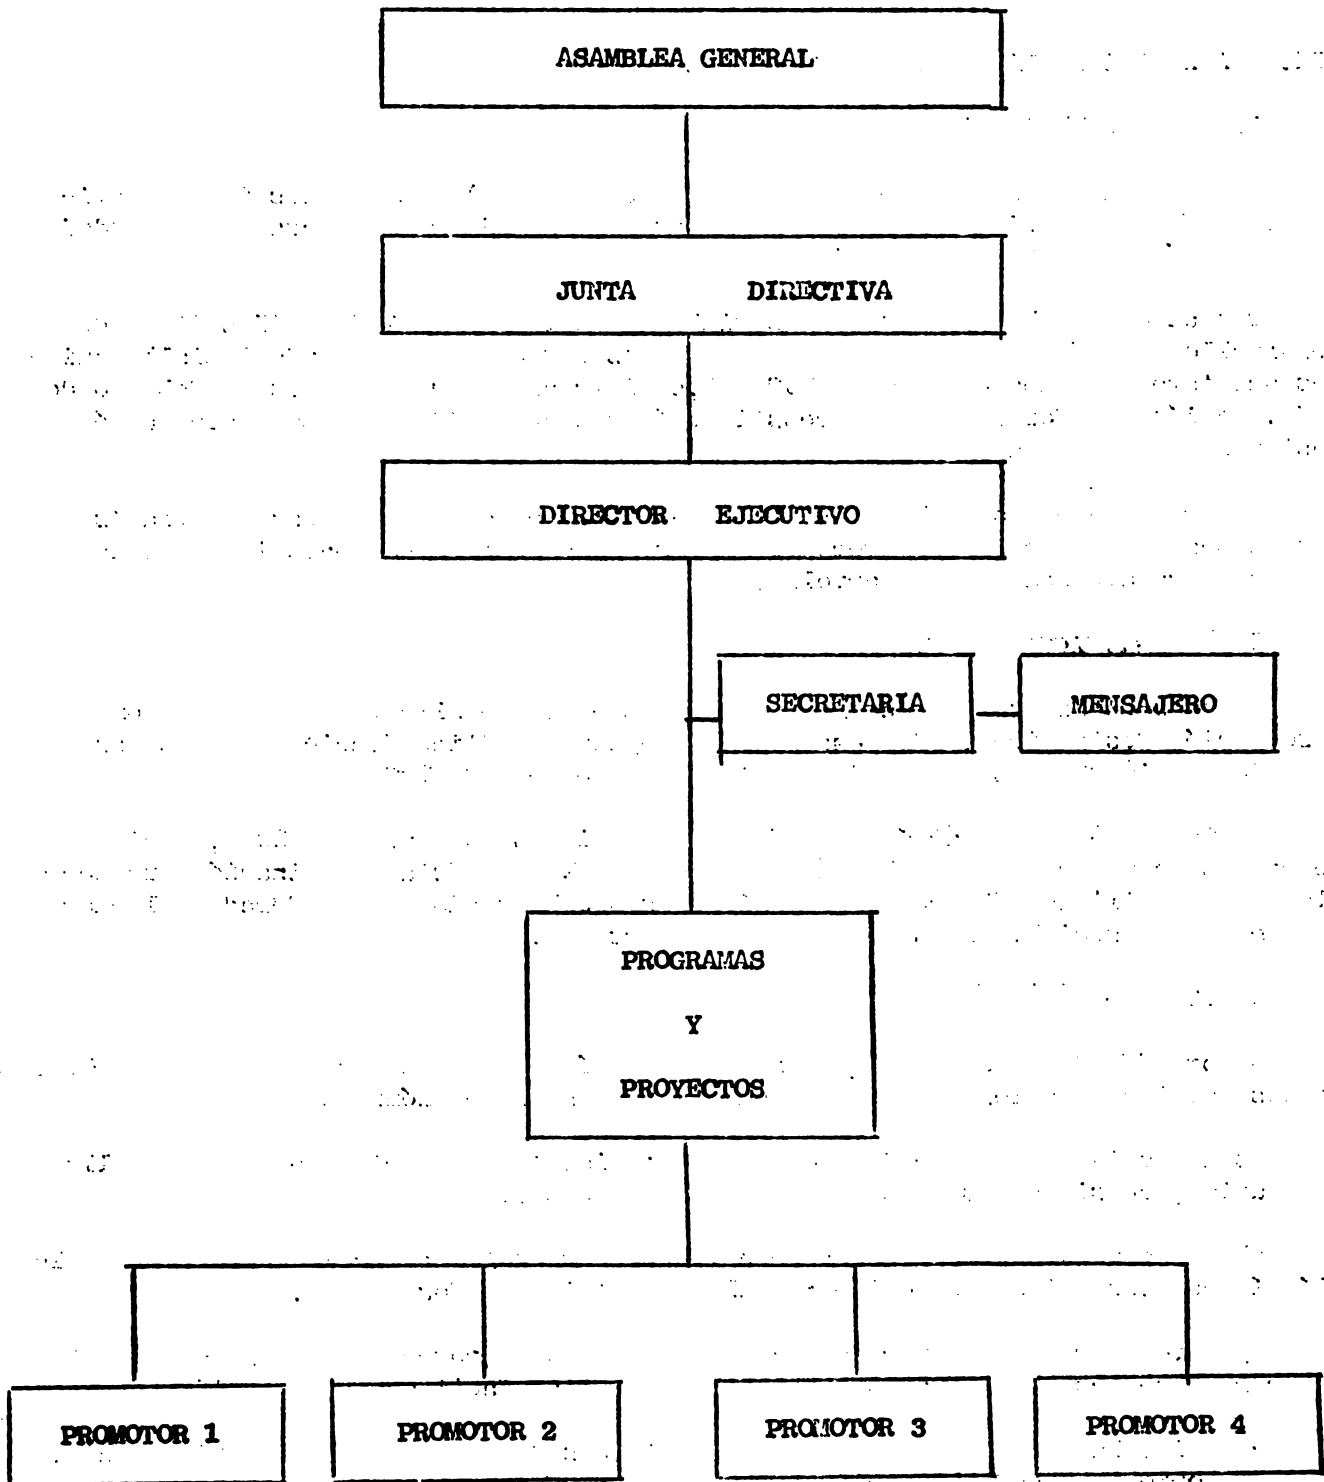 ASAMBLEA GENERAL
JUNTA DIRECTIVA
DIRECTOR EJECUTIVO
SECRETARIA
MENSAJERO
PROGRAMAS
Y
PROYECTOS
PROMOTOR 1
PROMOTOR 2
PROMOTOR 3
PROMOTOR 4